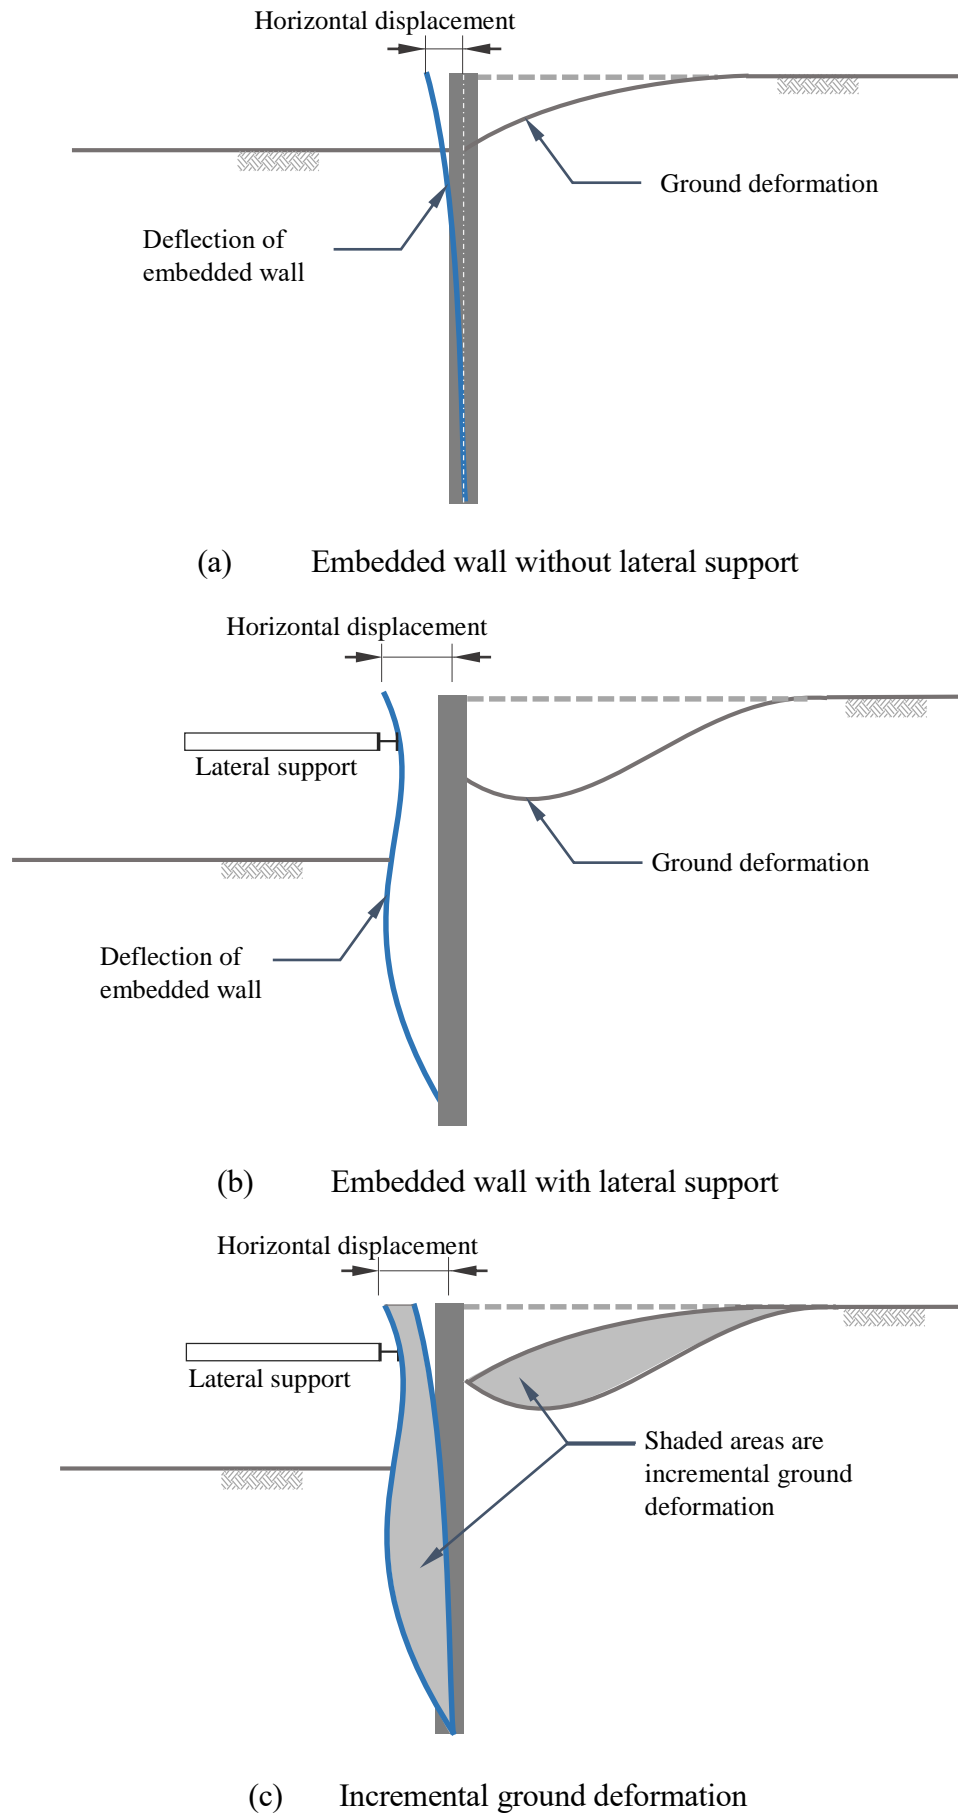 Horizontal displacement
Ground deformation
Deflection of
embedded wall
(a) Embedded wall without lateral support
Horizontal displacement
Lateral support
Ground deformation
Deflection of
embedded wall
(b) Embedded wall with lateral support
Horizontal displacement
Lateral support
Shaded areas are
incremental ground
deformation
(c) Incremental ground deformation